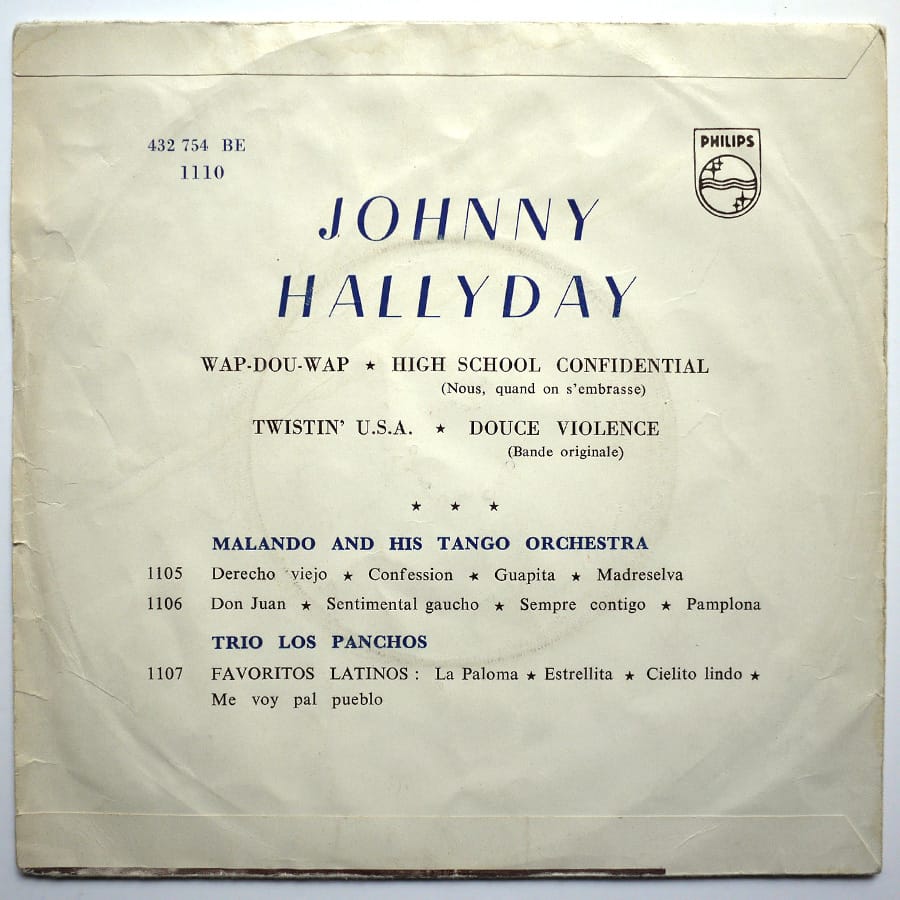 432 754 BE
1110
PHILIPS
JOHNNY
HALLYDAY
WAP-DOU-WAP ★ HIGH SCHOOL CONFIDENTIAL
(Nous, quand on s'embrasse)
TWISTIN' U.S.A. ★ DOUCE VIOLENCE
(Bande originale)
★ ★ ★
MALANDO AND HIS TANGO ORCHESTRA
1105 Derecho viejo ★ Confession ★ Guapita ★ Madreselva
1106 Don Juan ★ Sentimental gaucho ★ Sempre contigo ★ Pamplona
TRIO LOS PANCHOS
1107 FAVORITOS LATINOS : La Paloma ★ Estrellita ★ Cielito lindo ★
Me voy pal pueblo